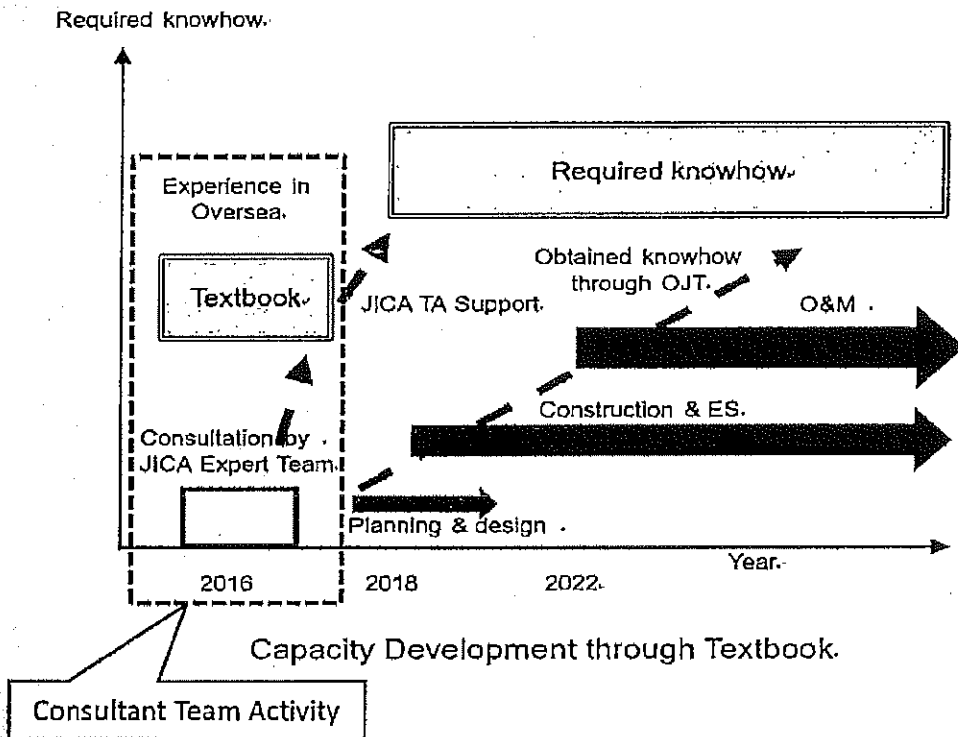 Required knowhow.
Experience in
Oversea.
Textbook.
Required knowhow.
Obtained knowhow
through OJT.
JICA TA Support.
O&M .
Consultation by .
JICA Expert Team.
Construction & ES.
Planning & design .
Year.
2016
2018
2022.
Capacity Development through Textbook.
Consultant Team Activity